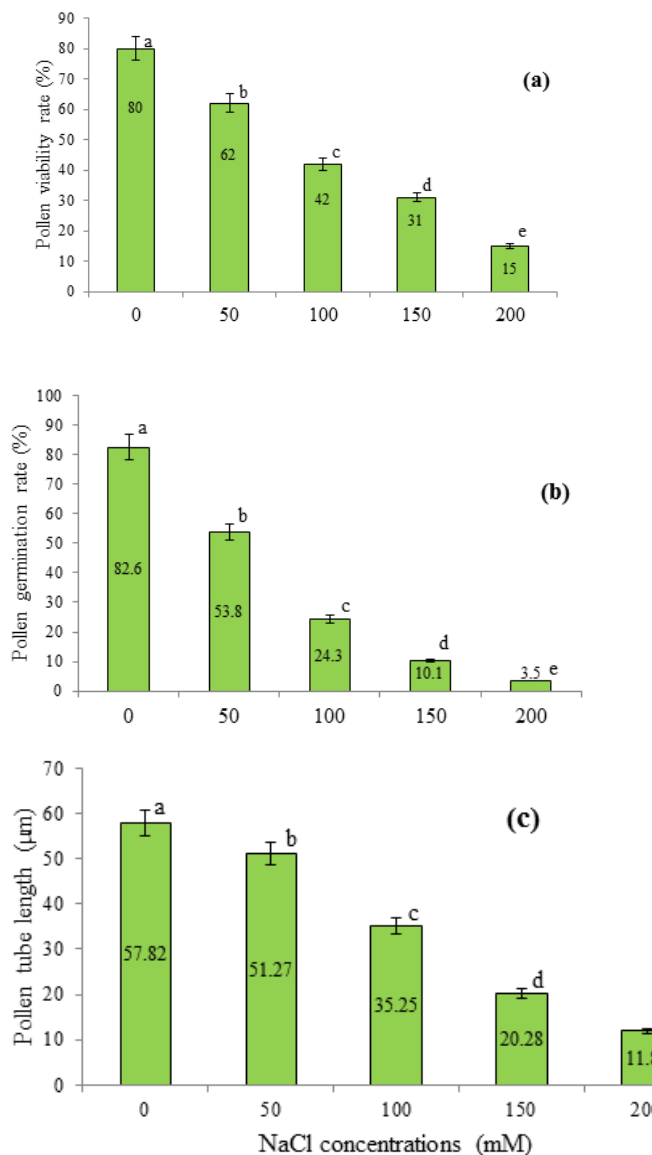 Pollen viability rate (%)
90
80
70
60
50
40
30
20
10
0
(a)
a
b
c
d
e
80
62
42
31
15
0 50 100 150 200
Pollen germination rate (%)
100
90
80
70
60
50
40
30
20
10
0
(b)
a
b
c
d
e
82.6
53.8
24.3
10.1
3.5
0 50 100 150 200
Pollen tube length (µm)
70
60
50
40
30
20
10
0
(c)
a
b
c
d
57.82
51.27
35.25
20.28
0 50 100 150
NaCl concentrations (mM)